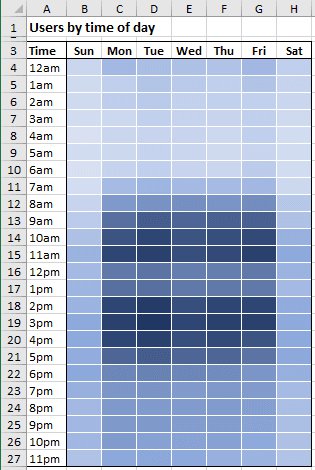 A B C D E F G H
1 Users by time of day
3 Time Sun Mon Tue Wed Thu Fri Sat
4 12am
5 1am
6 2am
7 3am
8 4am
9 5am
10 6am
11 7am
12 8am
13 9am
14 10am
15 11am
16 12pm
17 1pm
18 2pm
19 3pm
20 4pm
21 5pm
22 6pm
23 7pm
24 8pm
25 9pm
26 10pm
27 11pm